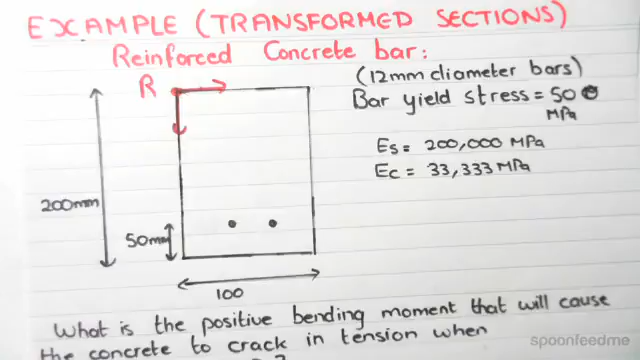 EXAMPLE (TRANSFORMED SECTIONS)
Reinforced Concrete bar:
(12mm diameter bars)
R
Bar yield stress = 500
MPa
Es = 200,000 MPa
Ec = 33,333 MPa
200mm
50mm
100
What is the positive bending moment that will cause
the concrete to crack in tension when
spoonfeedme